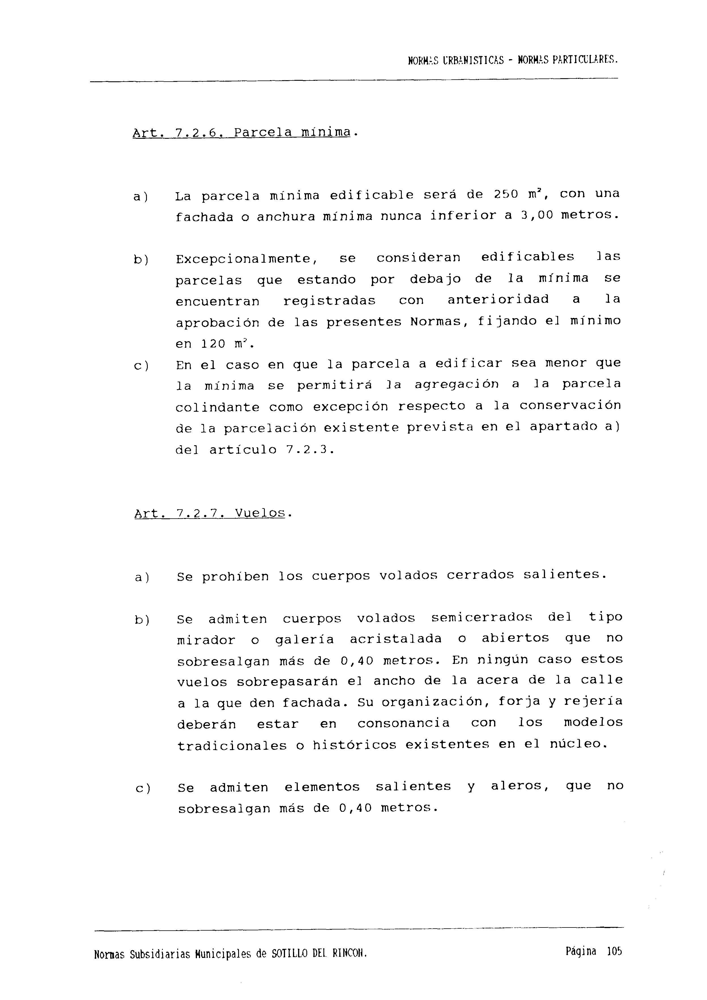 NORMAS URBANISTICAS - NORMAS PARTICULARES.
Art. 7.2.6. Parcela mínima.
a) La parcela mínima edificable será de 250 m², con una
fachada o anchura mínima nunca inferior a 3,00 metros.
b) Excepcionalmente, se consideran edificables las
parcelas que estando por debajo de la mínima se
encuentran registradas con anterioridad a la
aprobación de las presentes Normas, fijando el mínimo
en 120 m².
c) En el caso en que la parcela a edificar sea menor que
la mínima se permitirá la agregación a la parcela
colindante como excepción respecto a la conservación
de la parcelación existente prevista en el apartado a)
del artículo 7.2.3.
Art. 7.2.7. Vuelos.
a) Se prohíben los cuerpos volados cerrados salientes.
b) Se admiten cuerpos volados semicerrados del tipo
mirador o galería acristalada o abiertos que no
sobresalgan más de 0,40 metros. En ningún caso estos
vuelos sobrepasarán el ancho de la acera de la calle
a la que den fachada. Su organización, forja y rejería
deberán estar en consonancia con los modelos
tradicionales o históricos existentes en el núcleo.
c) Se admiten elementos salientes y aleros, que no
sobresalgan más de 0,40 metros.
Normas Subsidiarias Municipales de SOTILLO DEL RINCON. Página 105